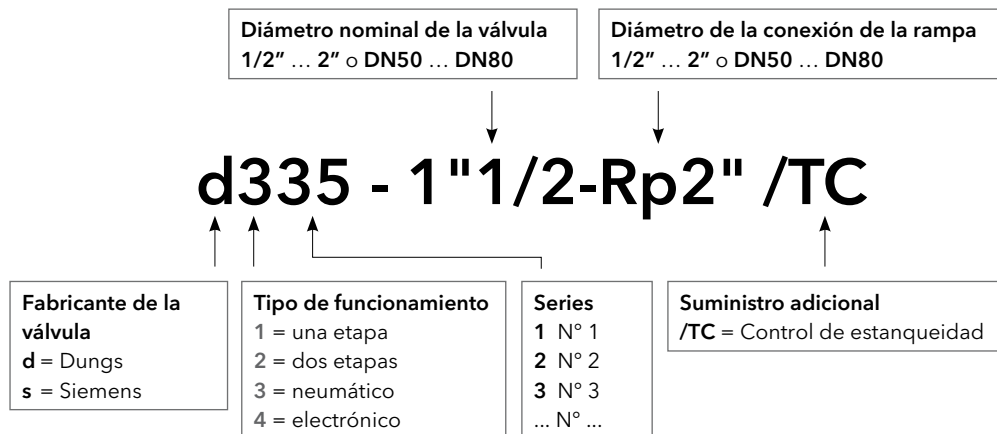 Diámetro nominal de la válvula
1/2" ... 2" o DN50 ... DN80
Diámetro de la conexión de la rampa
1/2" ... 2" o DN50 ... DN80
d335 - 1"1/2-Rp2" /TC
Fabricante de la
válvula
d = Dungs
s = Siemens
Tipo de funcionamiento
1 = una etapa
2 = dos etapas
3 = neumático
4 = electrónico
Series
1 N° 1
2 N° 2
3 N° 3
... N° ...
Suministro adicional
/TC = Control de estanqueidad